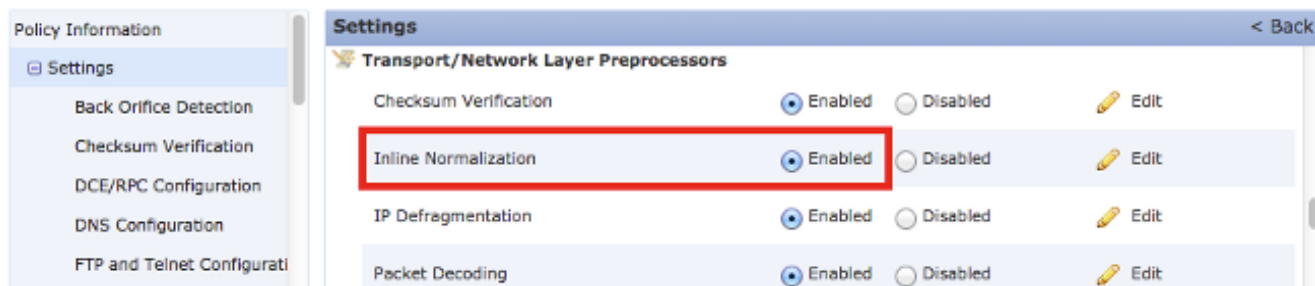 Policy Information
Settings
Back Orifice Detection
Checksum Verification
DCE/RPC Configuration
DNS Configuration
FTP and Telnet Configurati
Settings < Back
Transport/Network Layer Preprocessors
Checksum Verification Enabled Disabled Edit
Inline Normalization Enabled Disabled Edit
IP Defragmentation Enabled Disabled Edit
Packet Decoding Enabled Disabled Edit